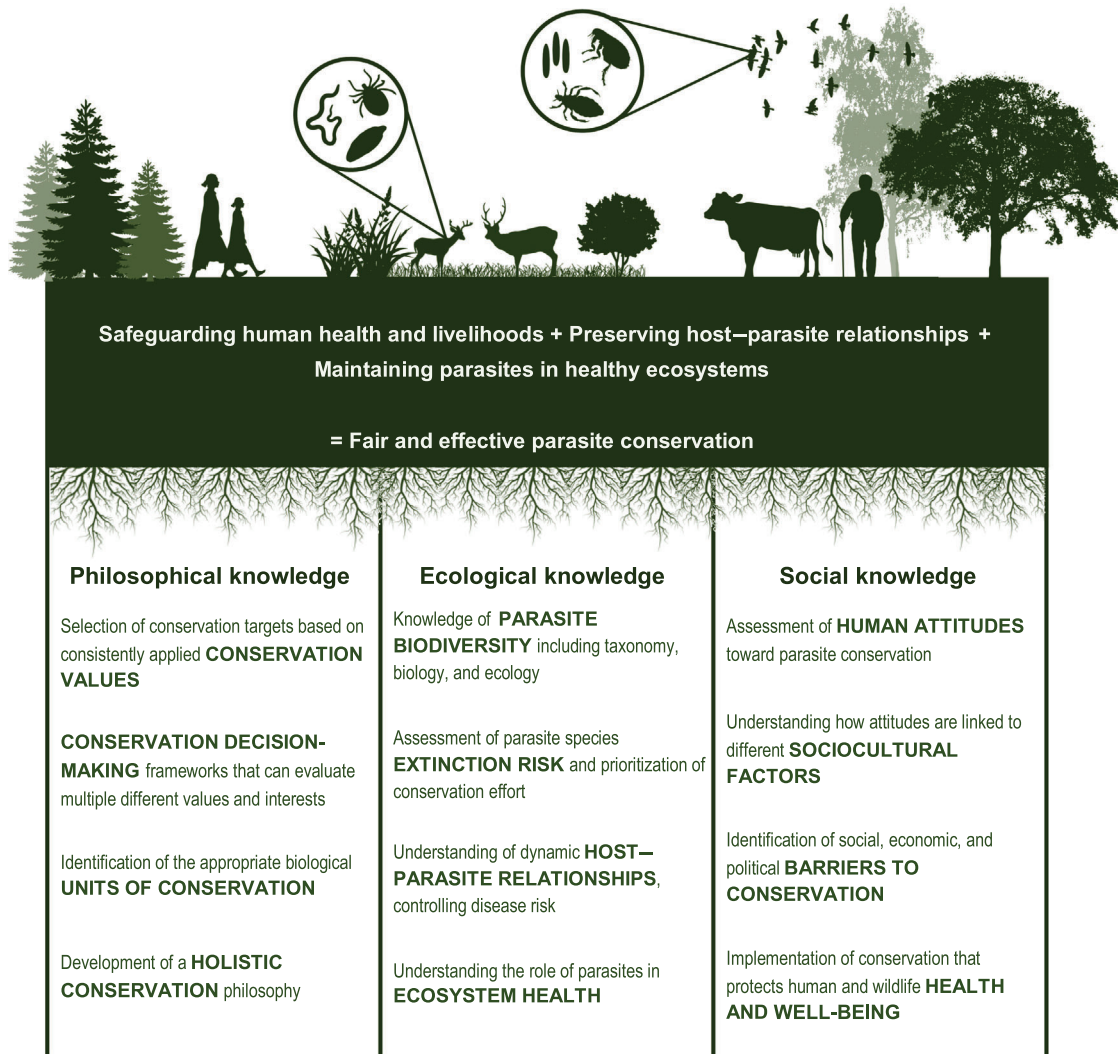 Safeguarding human health and livelihoods + Preserving host–parasite relationships +
Maintaining parasites in healthy ecosystems
= Fair and effective parasite conservation
Philosophical knowledge
Selection of conservation targets based on
consistently applied CONSERVATION
VALUES
CONSERVATION DECISION-
MAKING frameworks that can evaluate
multiple different values and interests
Identification of the appropriate biological
UNITS OF CONSERVATION
Development of a HOLISTIC
CONSERVATION philosophy
Ecological knowledge
Knowledge of PARASITE
BIODIVERSITY including taxonomy,
biology, and ecology
Assessment of parasite species
EXTINCTION RISK and prioritization of
conservation effort
Understanding of dynamic HOST–
PARASITE RELATIONSHIPS,
controlling disease risk
Understanding the role of parasites in
ECOSYSTEM HEALTH
Social knowledge
Assessment of HUMAN ATTITUDES
toward parasite conservation
Understanding how attitudes are linked to
different SOCIOCULTURAL
FACTORS
Identification of social, economic, and
political BARRIERS TO
CONSERVATION
Implementation of conservation that
protects human and wildlife HEALTH
AND WELL-BEING